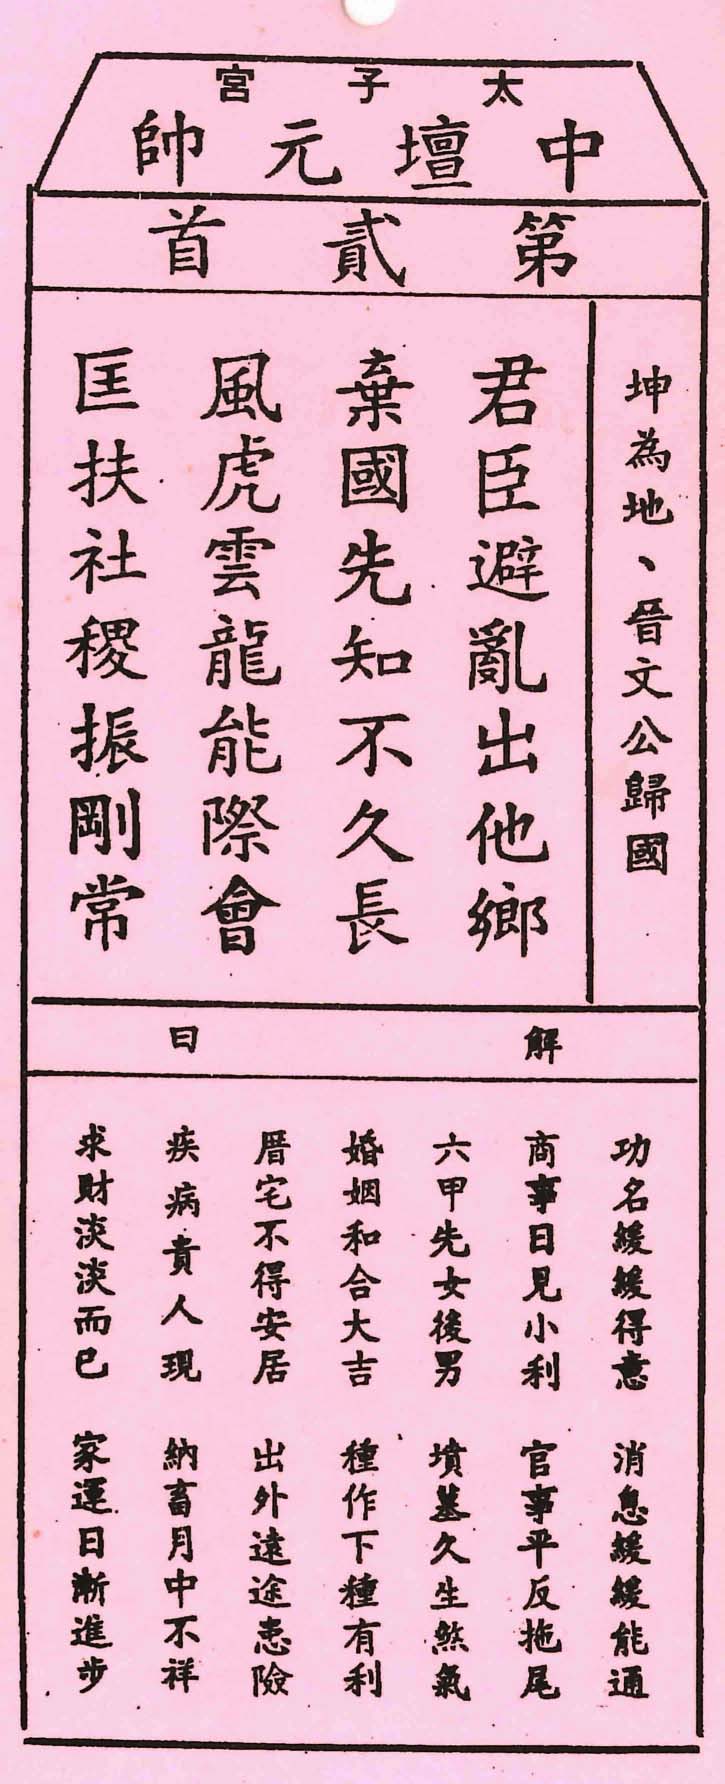 太子宮
中壇元帥
第貳首
坤為地、晉文公歸國
君臣避亂出他鄉
棄國先知不久長
風虎雲龍能際會
匡扶社稷振剛常
解曰
功名緩緩得意
商事日見小利
六甲先女後男
婚姻和合大吉
厝宅不得安居
疾病貴人現
求財淡淡而已
消息緩緩能通
官事平反拖尾
墳墓久生煞氣
種作下種有利
出外遠途患險
納畜月中不祥
家運日漸進步